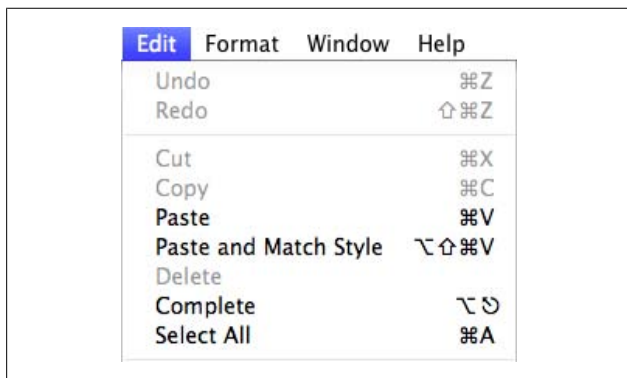 Edit Format Window Help
Undo ⌘Z
Redo ⇧⌘Z
Cut ⌘X
Copy ⌘C
Paste ⌘V
Paste and Match Style ⌥⇧⌘V
Delete
Complete ⌥⎋
Select All ⌘A